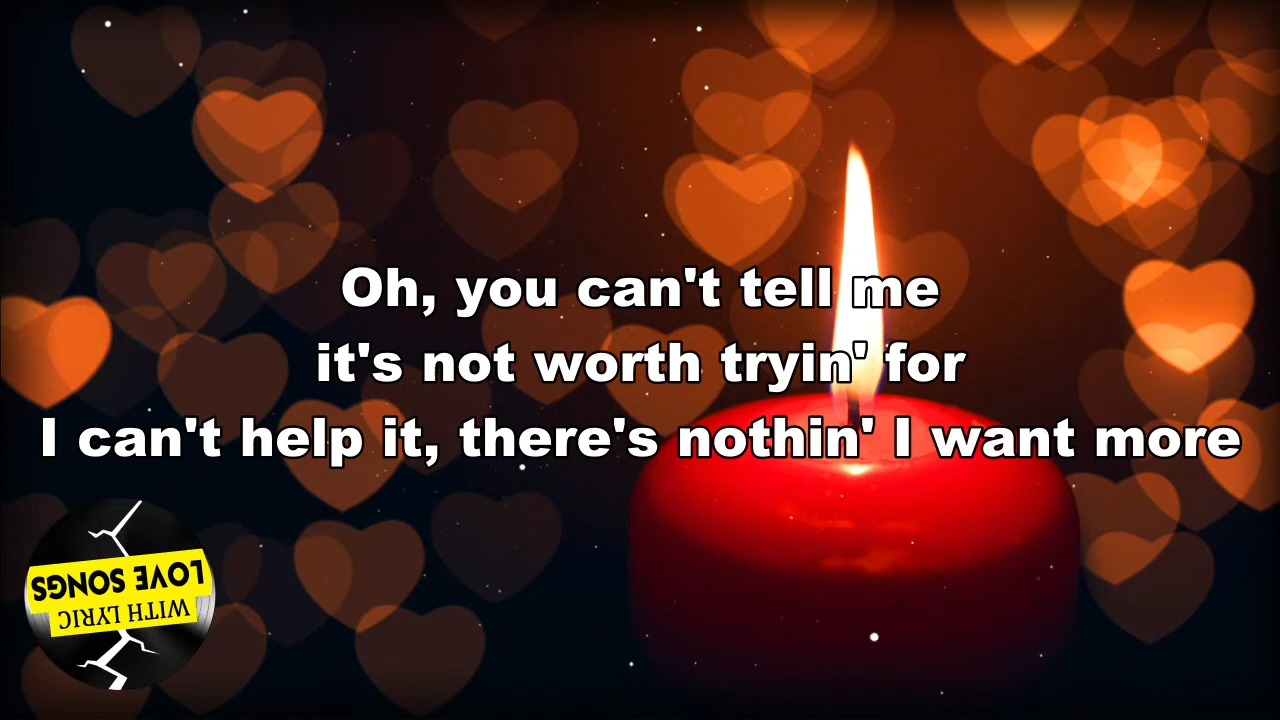 Oh, you can't tell me
it's not worth tryin' for
I can't help it, there's nothin' I want more
LOVE SONGS
WITH LYRIC